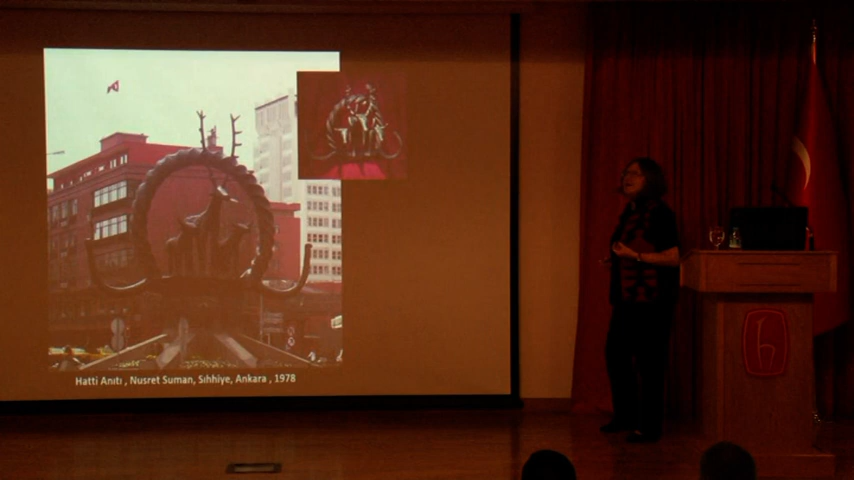 Hatti Anıtı , Nusret Suman, Sıhhiye, Ankara , 1978